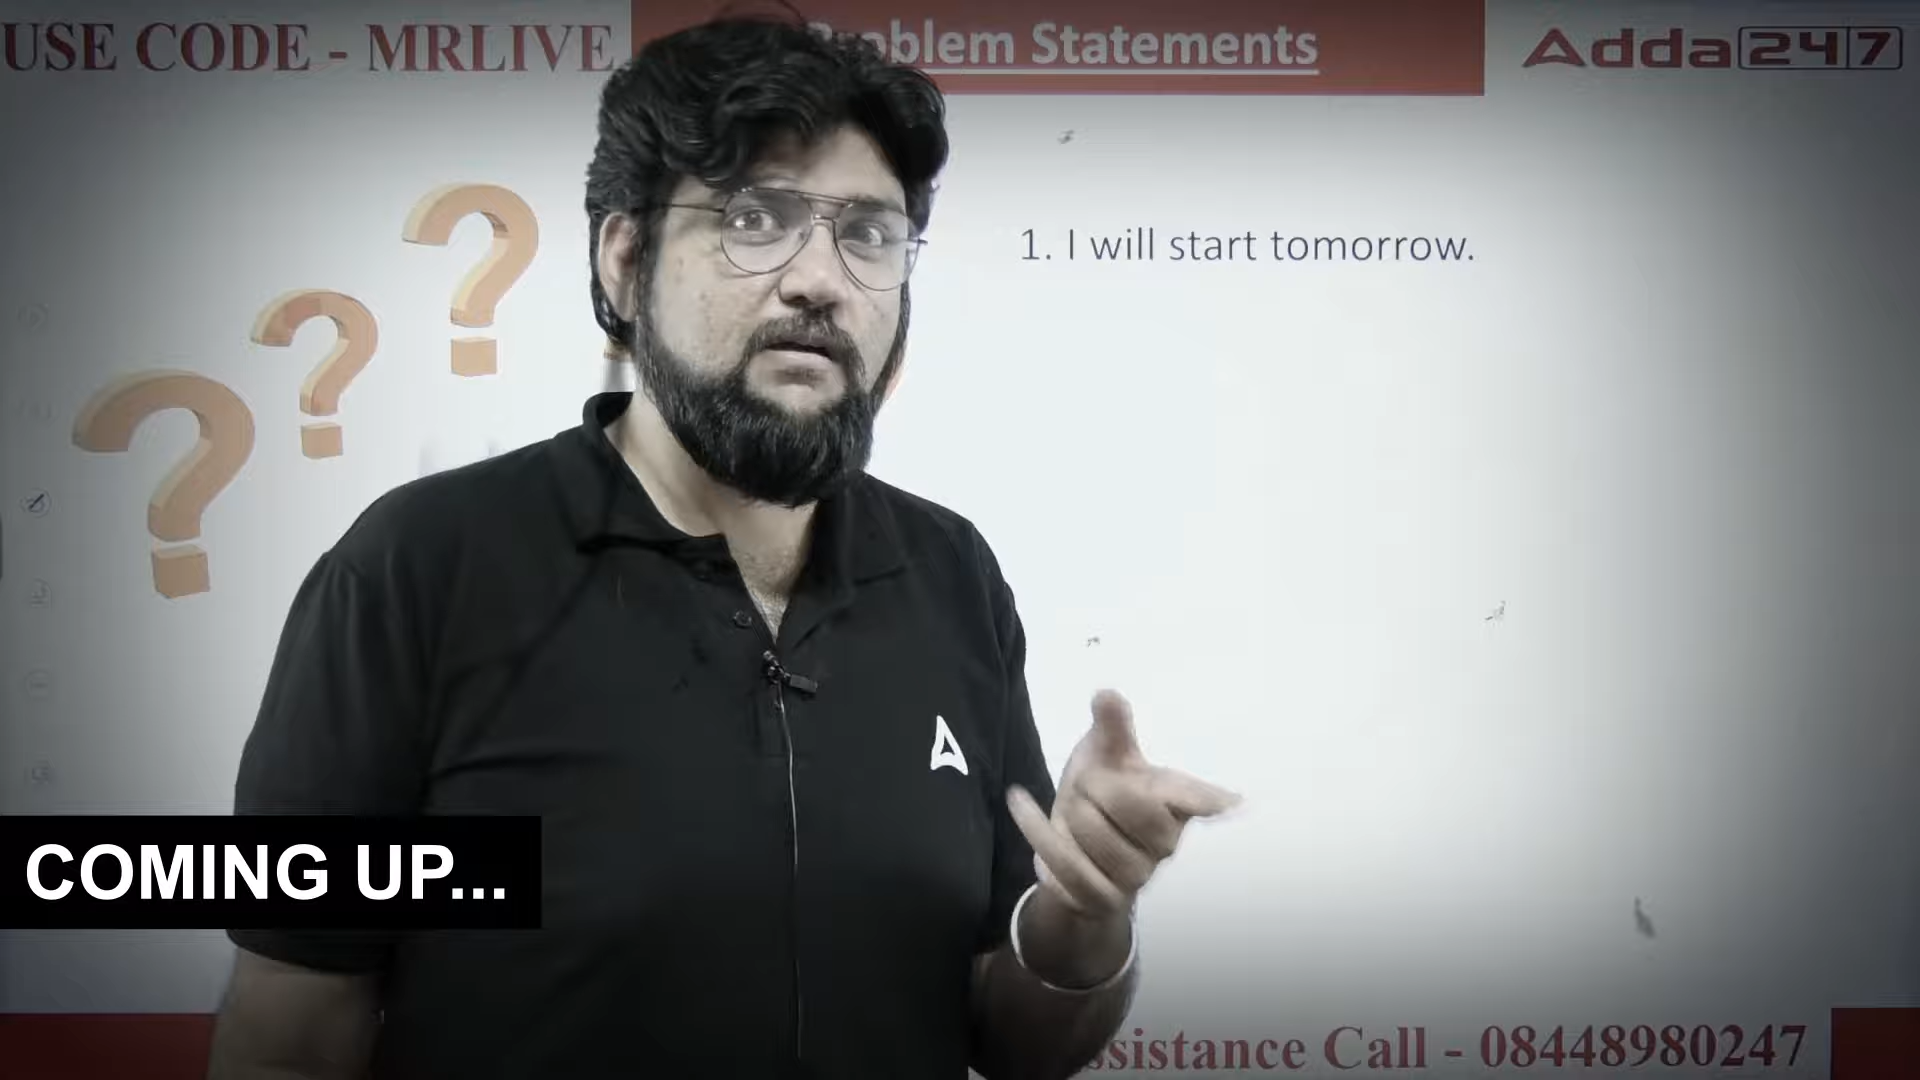 USE CODE - MRLIVE
Problem Statements
Adda247
1. I will start tomorrow.
COMING UP...
Assistance Call - 08448980247